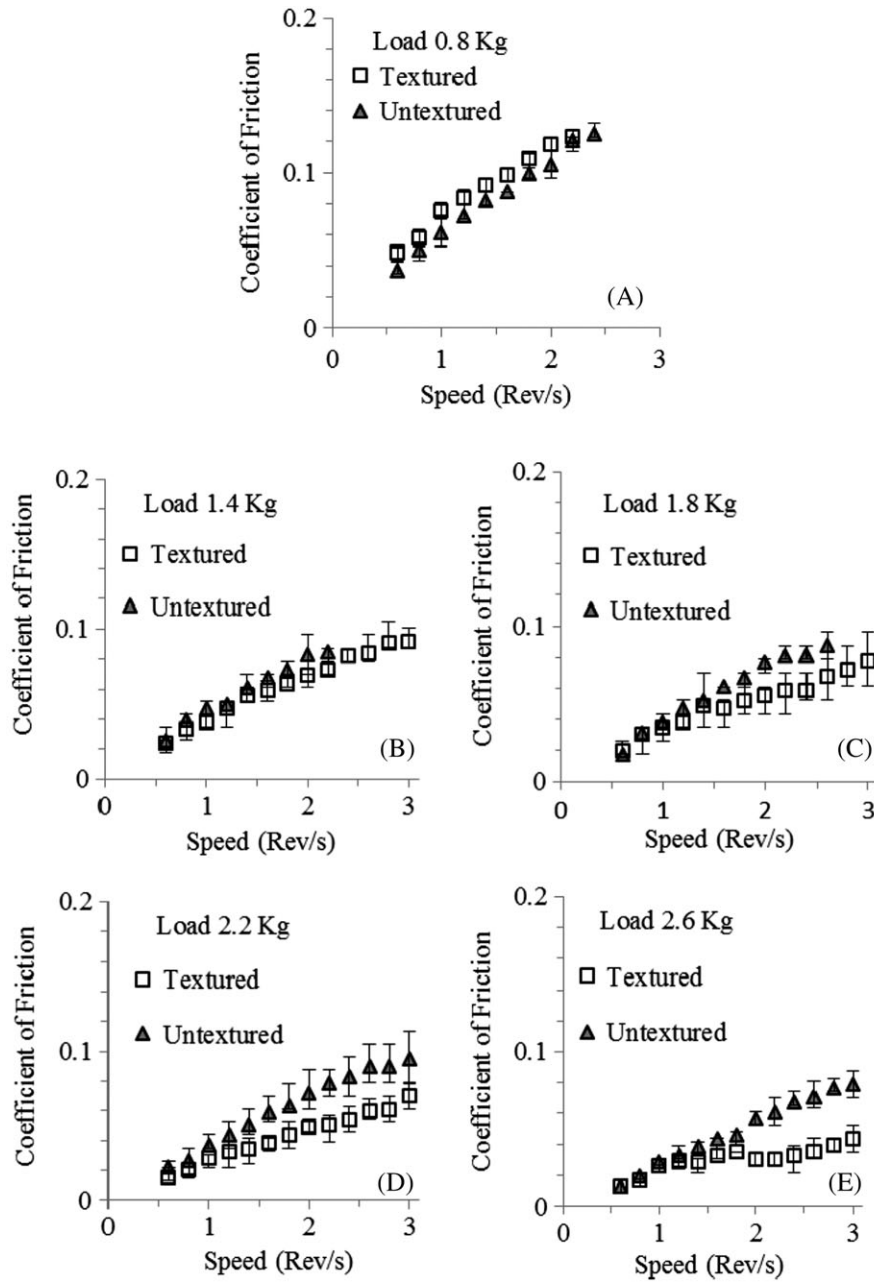 0.2
Load 0.8 Kg
Textured
Untextured
0.1
Coefficient of Friction
(A)
0
0 1 2 3
Speed (Rev/s)
0.2
Load 1.4 Kg
Textured
Untextured
0.1
Coefficient of Friction
(B)
0
0 1 2 3
Speed (Rev/s)
0.2
Load 1.8 Kg
Textured
Untextured
0.1
Coefficient of Friction
(C)
0
0 1 2 3
Speed (Rev/s)
0.2
Load 2.2 Kg
Textured
Untextured
0.1
Coefficient of Friction
(D)
0
0 1 2 3
Speed (Rev/s)
0.2
Load 2.6 Kg
Textured
Untextured
0.1
Coefficient of Friction
(E)
0
0 1 2 3
Speed (Rev/s)